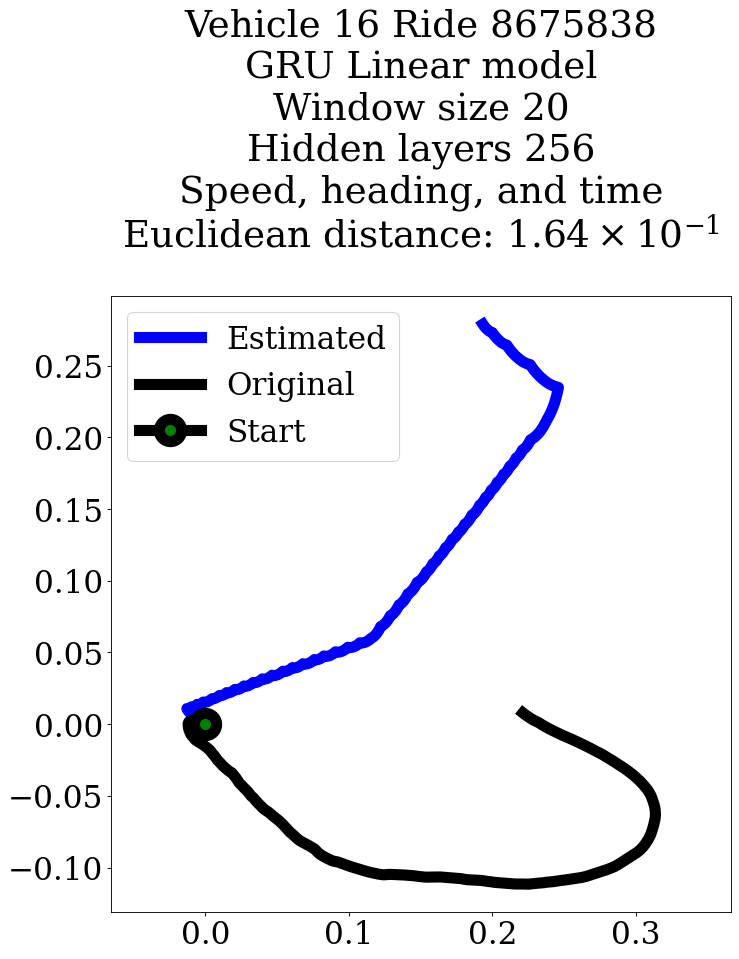 Vehicle 16 Ride 8675838
GRU Linear model
Window size 20
Hidden layers 256
Speed, heading, and time
Euclidean distance: 1.64 × 10⁻¹
Estimated
Original
Start
0.25
0.20
0.15
0.10
0.05
0.00
−0.05
−0.10
0.0 0.1 0.2 0.3